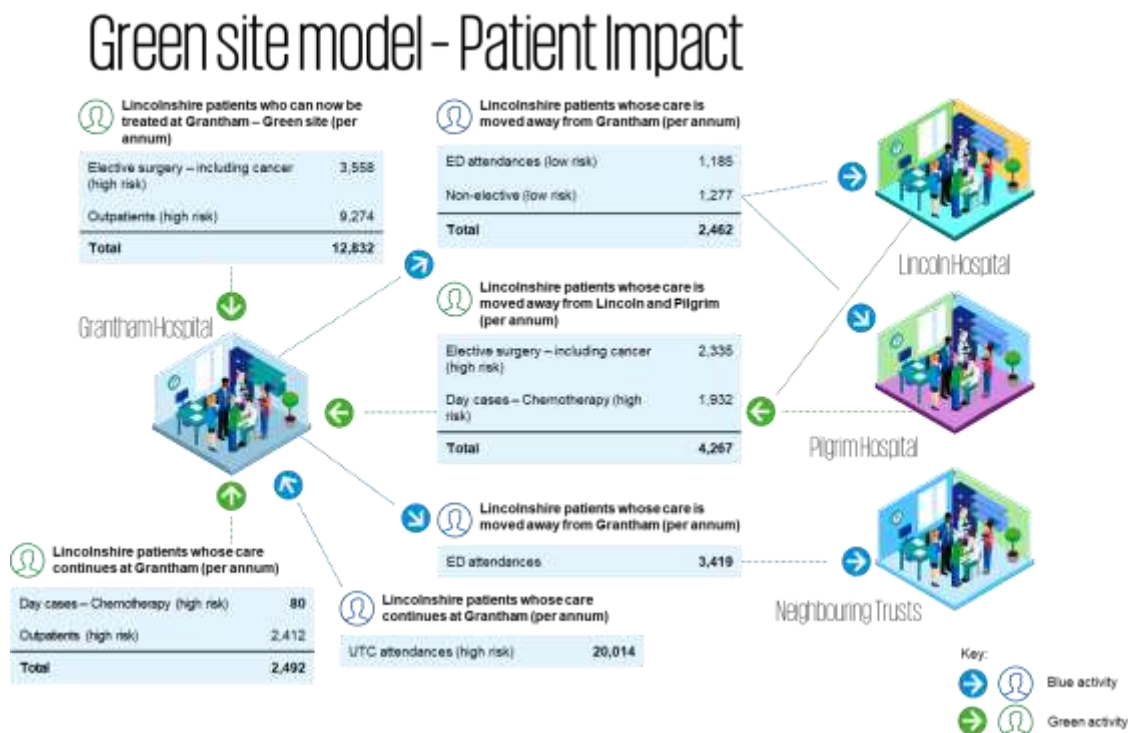 Green site model – Patient Impact
Lincolnshire patients who can now be
treated at Grantham – Green site (per
annum)
Elective surgery – including cancer 3,558
(high risk)
Outpatients (high risk) 9,274
Total 12,832
Lincolnshire patients whose care is
moved away from Grantham (per annum)
ED attendances (low risk) 1,185
Non-elective (low risk) 1,277
Total 2,462
Lincoln Hospital
Grantham Hospital
Lincolnshire patients whose care is
moved away from Lincoln and Pilgrim
(per annum)
Elective surgery – including cancer 2,335
(high risk)
Day cases – Chemotherapy (high 1,932
risk)
Total 4,267
Pilgrim Hospital
Lincolnshire patients whose care is
moved away from Grantham (per annum)
ED attendances 3,419
Neighbouring Trusts
Lincolnshire patients whose care
continues at Grantham (per annum)
Day cases – Chemotherapy (high risk) 80
Outpatients (high risk) 2,412
Total 2,492
Lincolnshire patients whose care
continues at Grantham (per annum)
UTC attendances (high risk) 20,014
Key:
Blue activity
Green activity